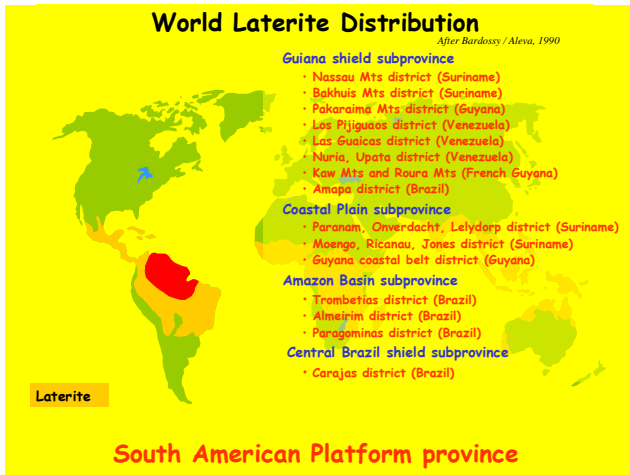 World Laterite Distribution
After Bardossy / Aleva, 1990
Guiana shield subprovince
• Nassau Mts district (Suriname)
• Bakhuis Mts district (Suriname)
• Pakaraima Mts district (Guyana)
• Los Pijiguaos district (Venezuela)
• Las Guaicas district (Venezuela)
• Nuria, Upata district (Venezuela)
• Kaw Mts and Roura Mts (French Guyana)
• Amapa district (Brazil)
Coastal Plain subprovince
• Paranam, Onverdacht, Lelydorp district (Suriname)
• Moengo, Ricanau, Jones district (Suriname)
• Guyana coastal belt district (Guyana)
Amazon Basin subprovince
• Trombetias district (Brazil)
• Almeirim district (Brazil)
• Paragominas district (Brazil)
Central Brazil shield subprovince
• Carajas district (Brazil)
Laterite
South American Platform province